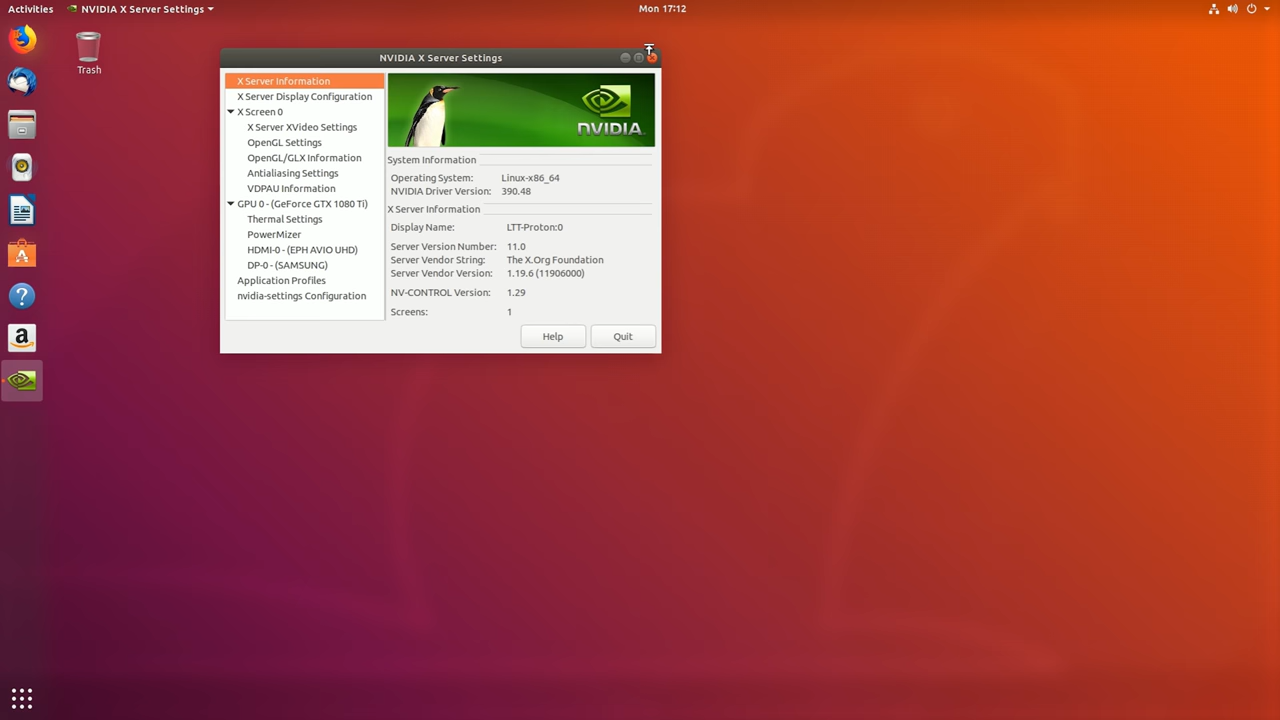 Activities
NVIDIA X Server Settings
Mon 17:12
Trash
NVIDIA X Server Settings
X Server Information
X Server Display Configuration
X Screen 0
X Server XVideo Settings
OpenGL Settings
OpenGL/GLX Information
Antialiasing Settings
VDPAU Information
GPU 0 - (GeForce GTX 1080 Ti)
Thermal Settings
PowerMizer
HDMI-0 - (EPH AVIO UHD)
DP-0 - (SAMSUNG)
Application Profiles
nvidia-settings Configuration
NVIDIA.
System Information
Operating System: Linux-x86_64
NVIDIA Driver Version: 390.48
X Server Information
Display Name: LTT-Proton:0
Server Version Number: 11.0
Server Vendor String: The X.Org Foundation
Server Vendor Version: 1.19.6 (11906000)
NV-CONTROL Version: 1.29
Screens: 1
Help
Quit